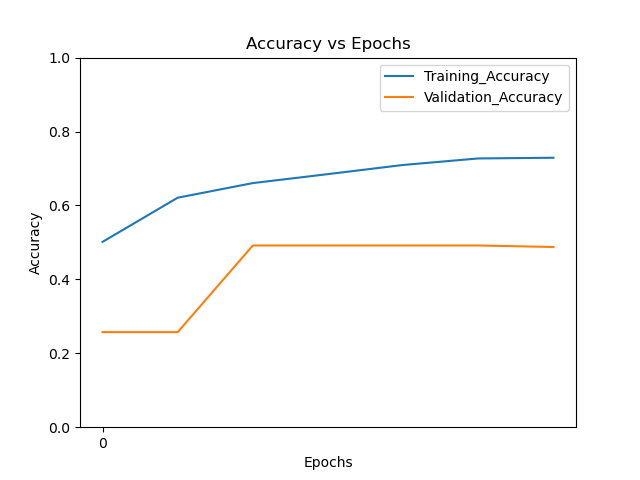 Accuracy vs Epochs
1.0
Training_Accuracy
Validation_Accuracy
0.8
0.6
Accuracy
0.4
0.2
0.0
0
Epochs